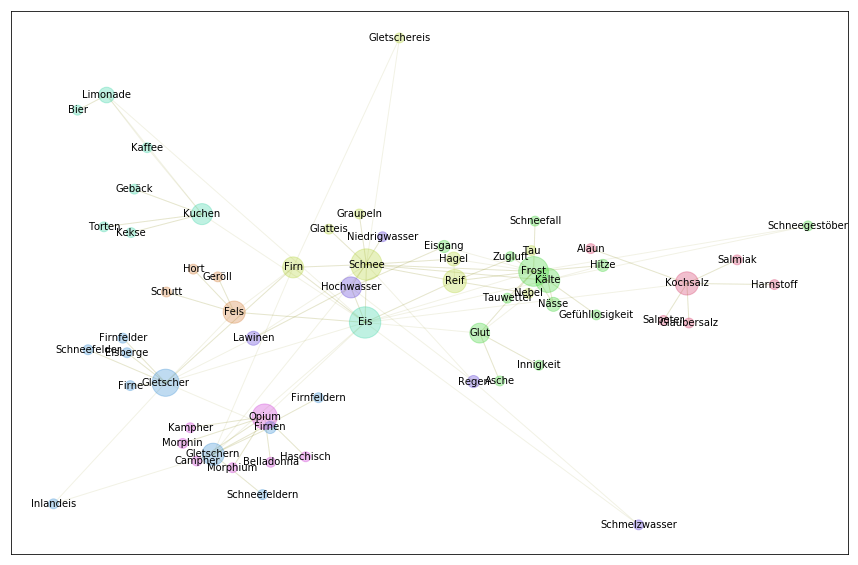 Gletschereis
Limonade
Bier
Kaffee
Gebäck
Kuchen
Graupeln
Schneefall
Torten
Kekse
Glatteis
Niedrigwasser
Schneegestöber
Eisgang
Alaun
Tau
Hagel
Zugluft
Salmiak
Hort
Firn
Schnee
Hitze
Geröll
Reif
Frost
Kälte
Schutt
Hochwasser
Kochsalz
Harnstoff
Nebel
Tauwetter
Nässe
Fels
Gefühllosigkeit
Salpeter
Eis
Glaubersalz
Glut
Firnfelder
Lawinen
Schneefelder
Eisberge
Innigkeit
Firne
Gletscher
Regen
Asche
Firnfeldern
Opium
Kampher
Firnen
Morphin
Gletschern
Haschisch
Campher
Belladonna
Morphium
Schneefeldern
Inlandeis
Schmelzwasser